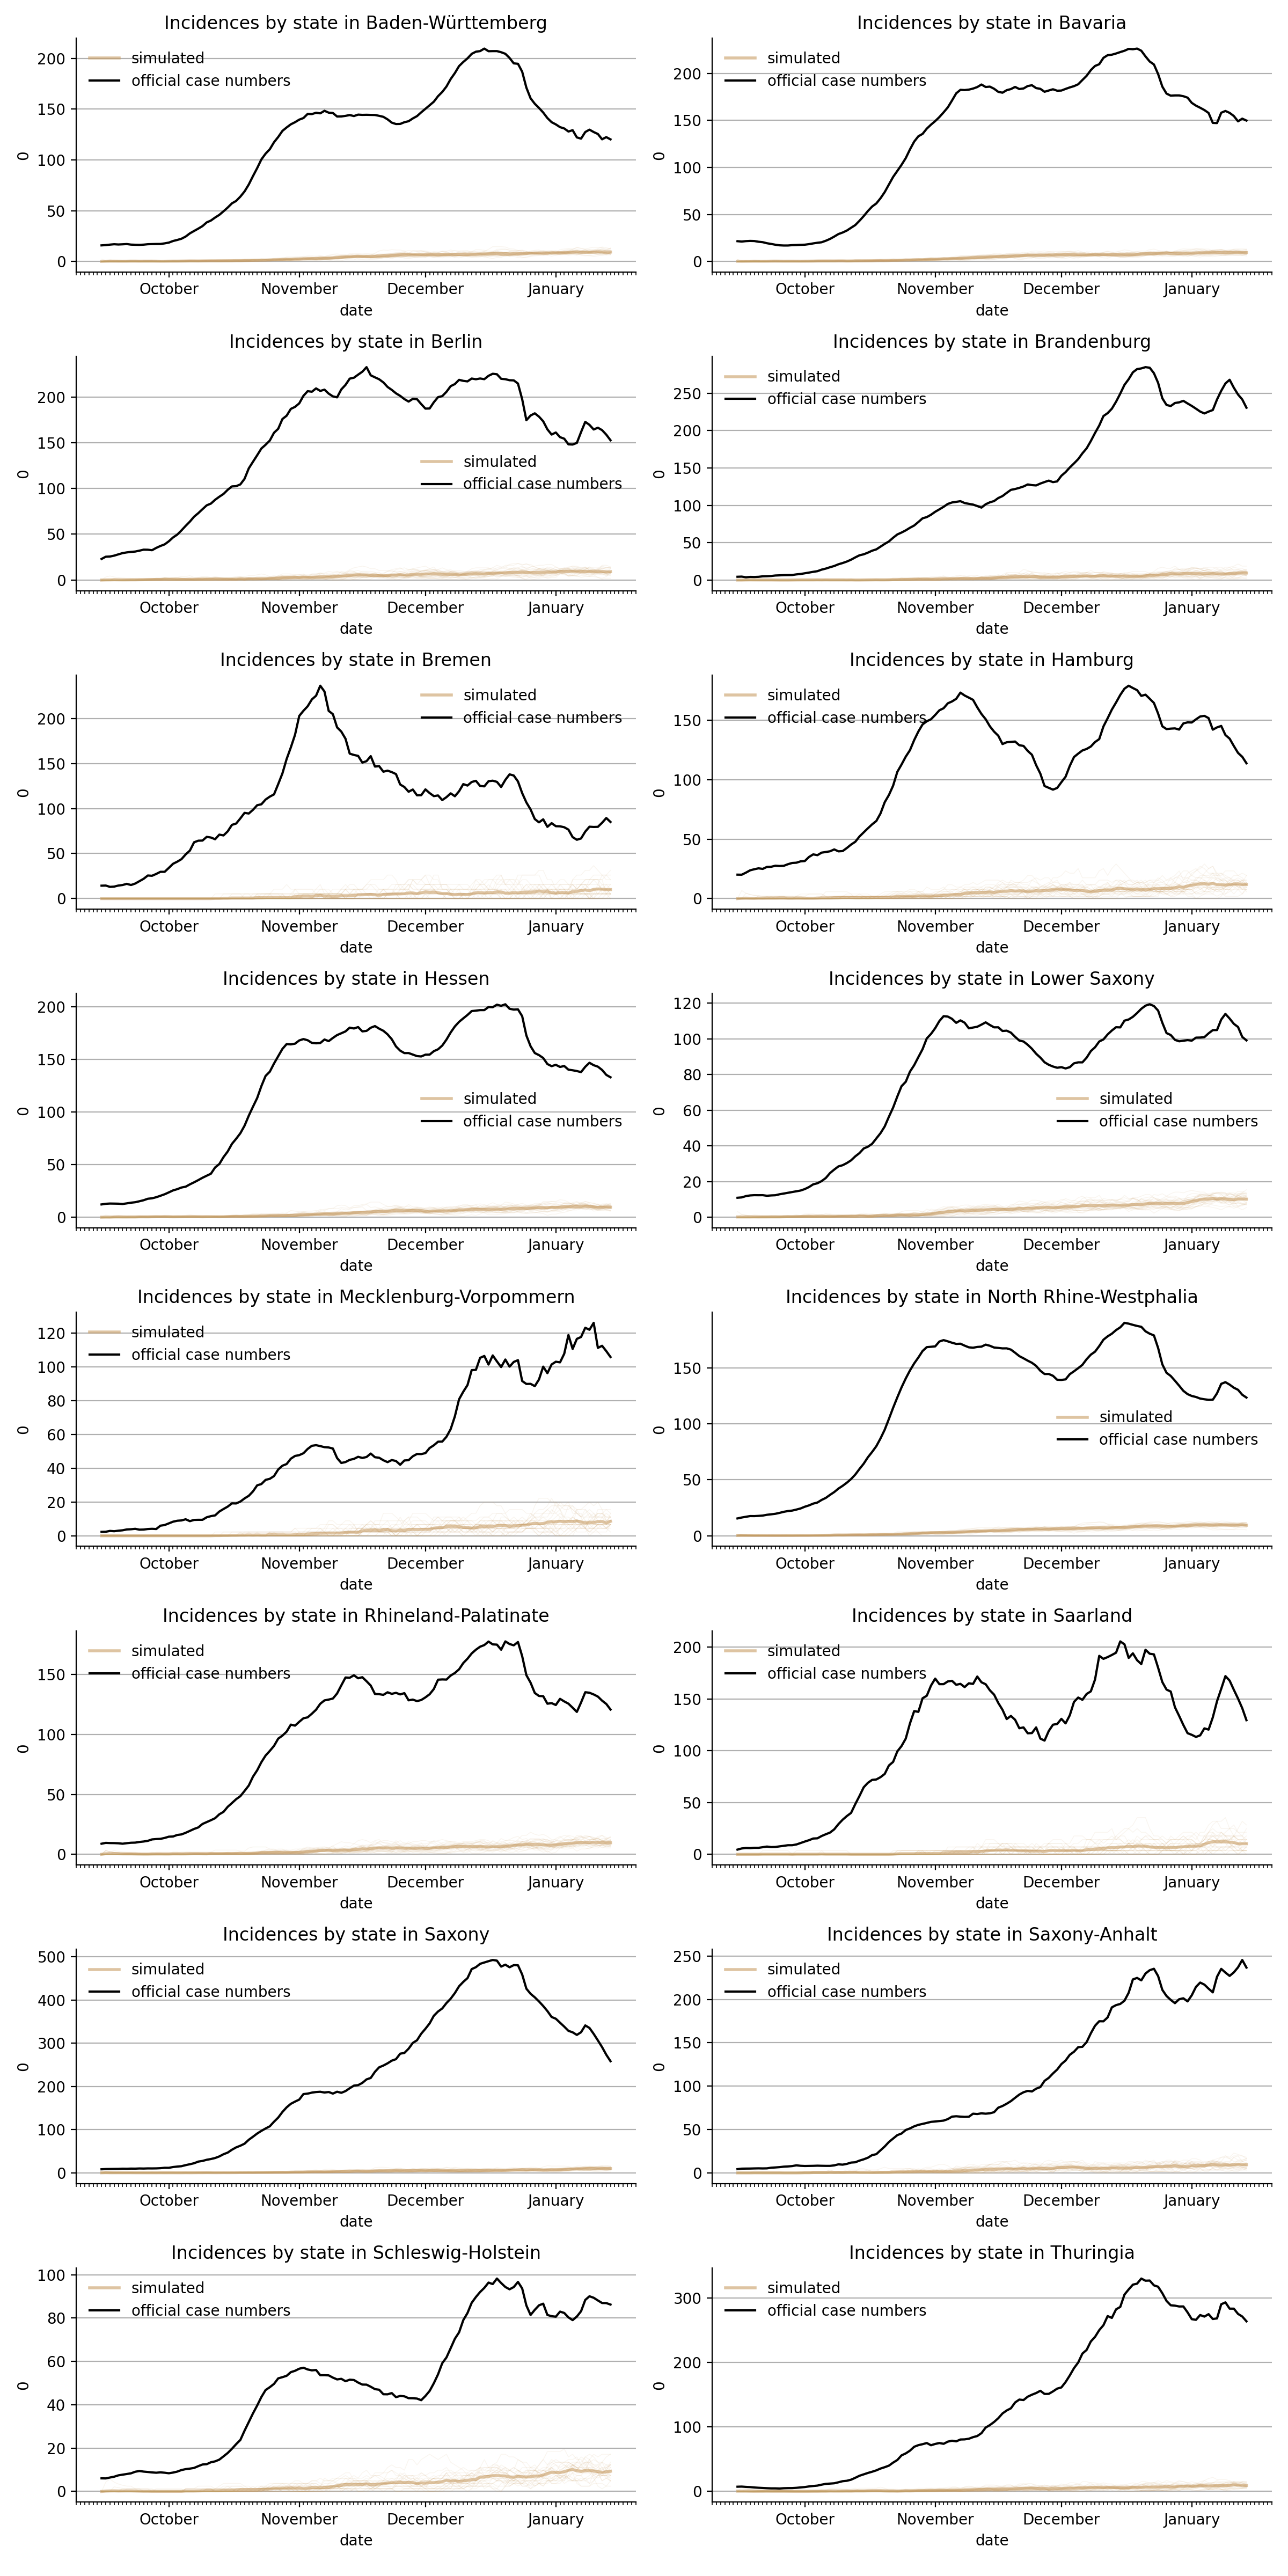 Incidences by state in Baden-Württemberg
simulated
official case numbers
200
150
100
50
0
0
October November December January
date
Incidences by state in Bavaria
simulated
official case numbers
200
150
100
50
0
0
October November December January
date
Incidences by state in Berlin
200
150
100
50
0
0
simulated
official case numbers
October November December January
date
Incidences by state in Brandenburg
simulated
official case numbers
250
200
150
100
50
0
0
October November December January
date
Incidences by state in Bremen
simulated
official case numbers
200
150
100
50
0
0
October November December January
date
Incidences by state in Hamburg
simulated
official case numbers
150
100
50
0
0
October November December January
date
Incidences by state in Hessen
200
150
100
50
0
0
simulated
official case numbers
October November December January
date
Incidences by state in Lower Saxony
120
100
80
60
40
20
0
0
simulated
official case numbers
October November December January
date
Incidences by state in Mecklenburg-Vorpommern
simulated
official case numbers
120
100
80
60
40
20
0
0
October November December January
date
Incidences by state in North Rhine-Westphalia
150
100
50
0
0
simulated
official case numbers
October November December January
date
Incidences by state in Rhineland-Palatinate
simulated
official case numbers
150
100
50
0
0
October November December January
date
Incidences by state in Saarland
simulated
official case numbers
200
150
100
50
0
0
October November December January
date
Incidences by state in Saxony
simulated
official case numbers
500
400
300
200
100
0
0
October November December January
date
Incidences by state in Saxony-Anhalt
simulated
official case numbers
250
200
150
100
50
0
0
October November December January
date
Incidences by state in Schleswig-Holstein
simulated
official case numbers
100
80
60
40
20
0
0
October November December January
date
Incidences by state in Thuringia
simulated
official case numbers
300
200
100
0
0
October November December January
date